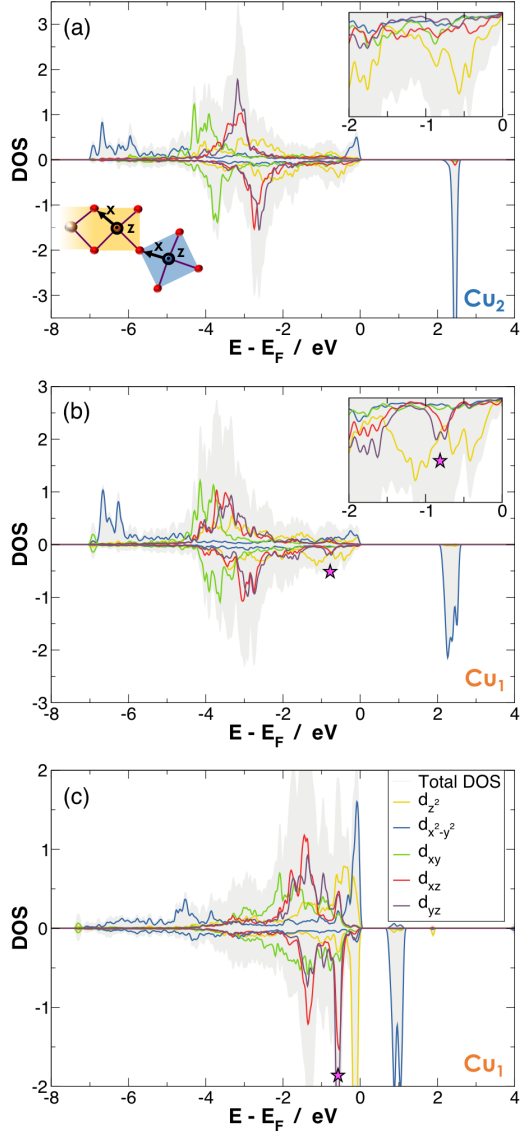 (a)
3
2
1
0
-1
-2
-3
DOS
-2 -1 0
x z
x z
Cu2
-8 -6 -4 -2 0 2 4
E - EF / eV
(b)
3
2
1
0
-1
-2
-3
DOS
-2 -1 0
Cu1
-8 -6 -4 -2 0 2 4
E - EF / eV
(c)
2
1
0
-1
-2
DOS
Total DOS
dz²
dx²-y²
dxy
dxz
dyz
Cu1
-8 -6 -4 -2 0 2 4
E - EF / eV